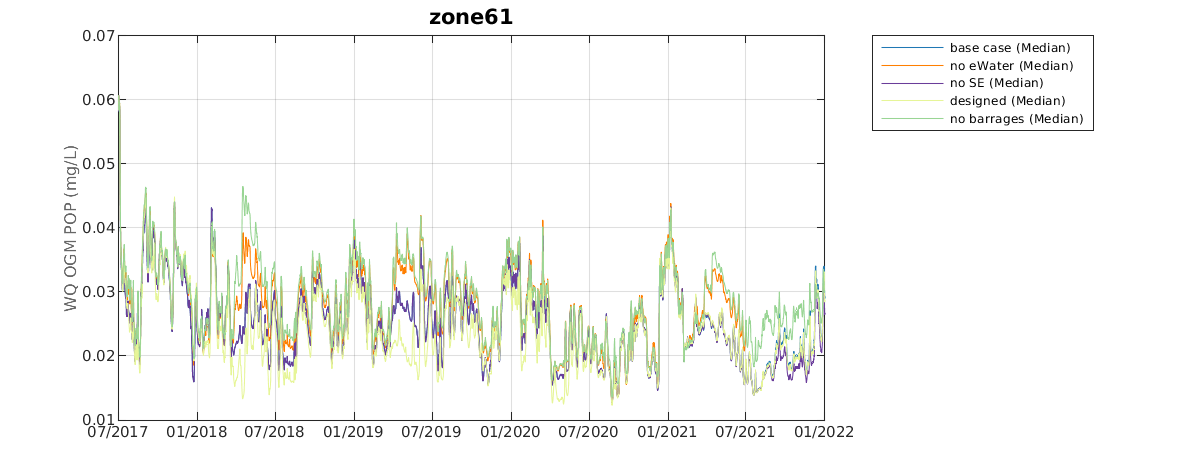 zone61
WQ OGM POP (mg/L)
0.07
0.06
0.05
0.04
0.03
0.02
0.01
07/2017 01/2018 07/2018 01/2019 07/2019 01/2020 07/2020 01/2021 07/2021 01/2022
base case (Median)
no eWater (Median)
no SE (Median)
designed (Median)
no barrages (Median)